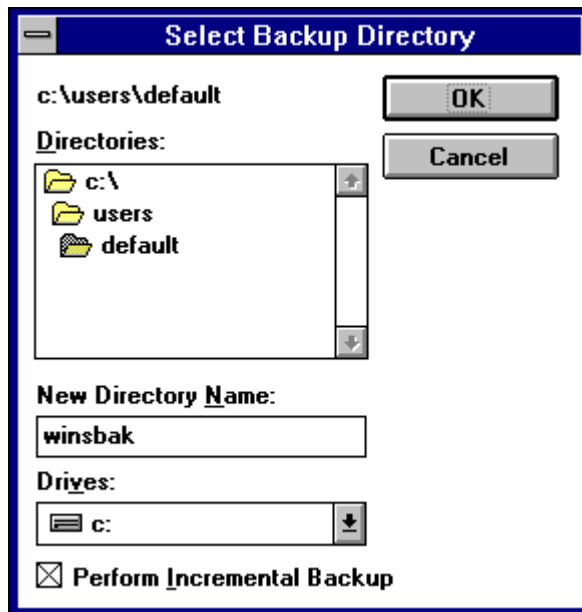 Select Backup Directory
c:\users\default
OK
Directories:
Cancel
c:\
users
default
New Directory Name:
winsbak
Drives:
c:
Perform Incremental Backup